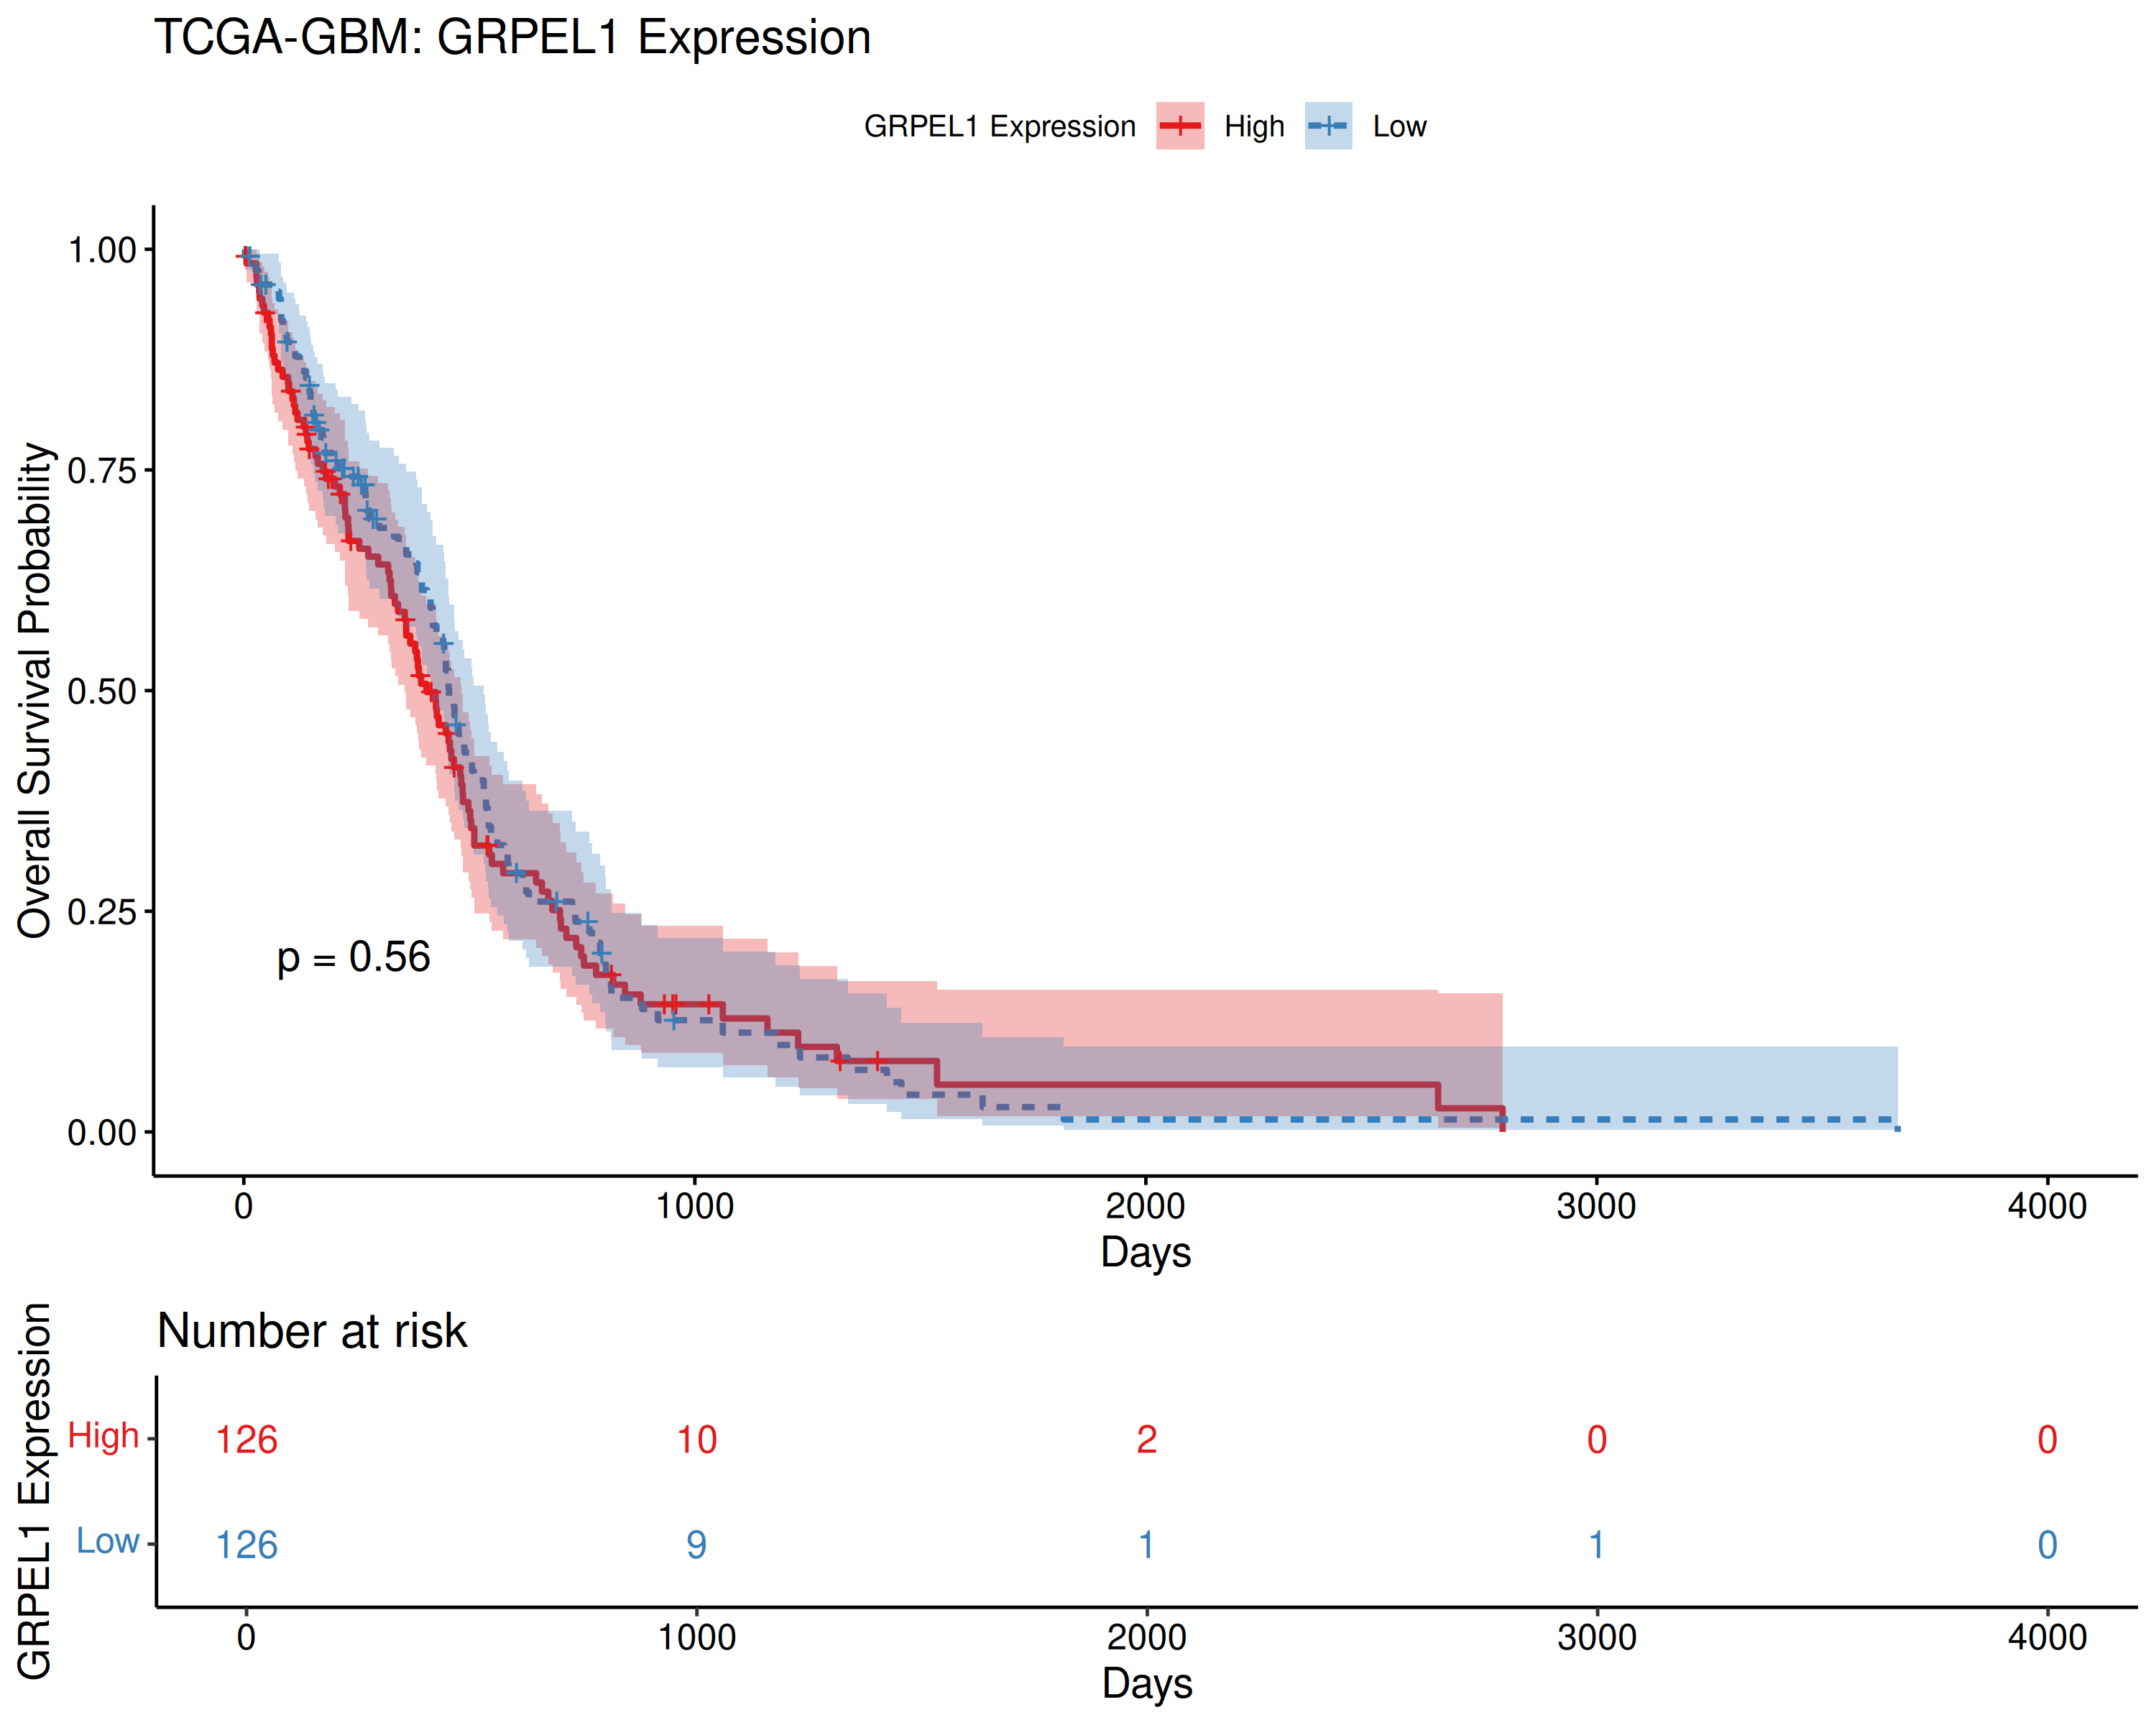 TCGA-GBM: GRPEL1 Expression
GRPEL1 Expression High Low
Overall Survival Probability
1.00
0.75
0.50
0.25
0.00
p = 0.56
0 1000 2000 3000 4000
Days
Number at risk
GRPEL1 Expression
High 126 10 2 0 0
Low 126 9 1 1 0
0 1000 2000 3000 4000
Days